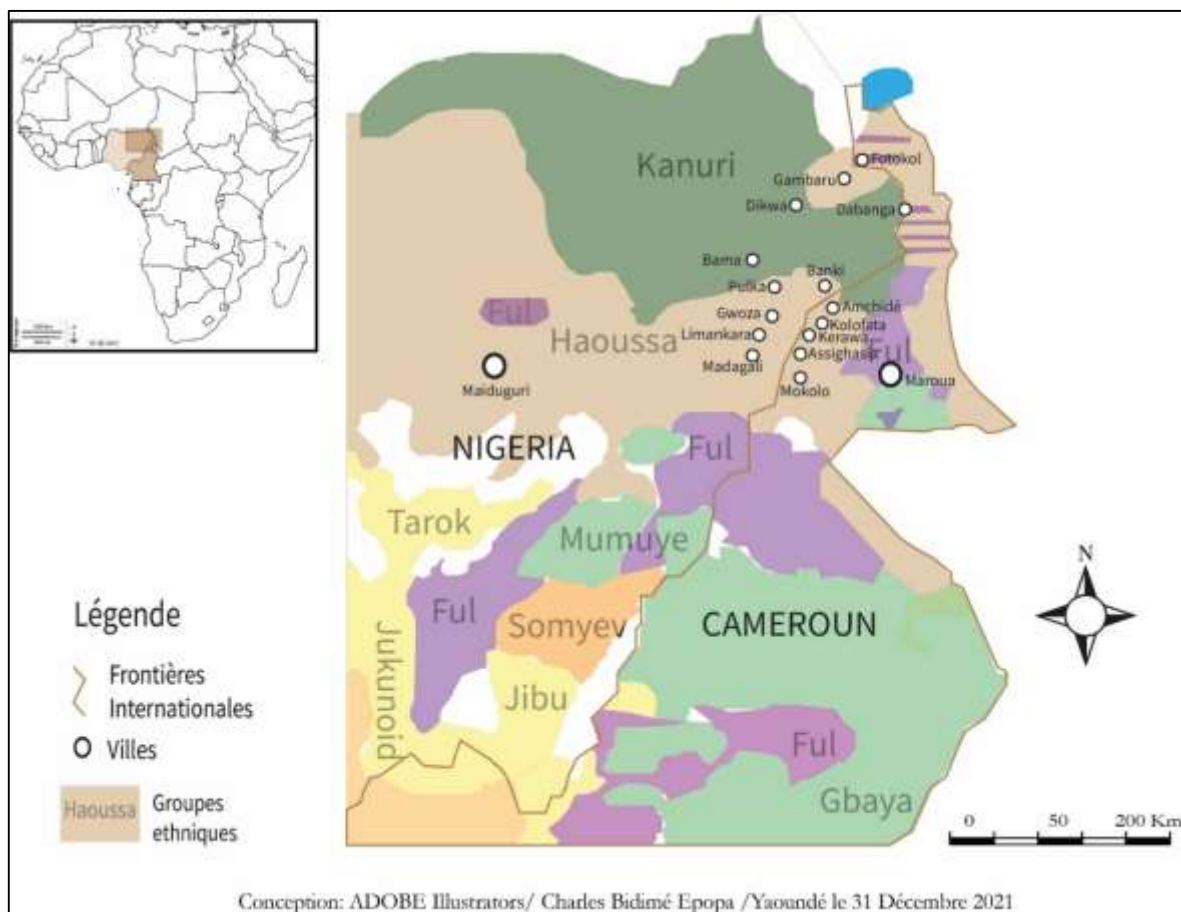 Kanuri
Fotokol
Gambaru
Dikwa
Dabanga
Bama
Banki
Pulka
Amchidé
Gwoza
Kolofata
Ful
Haoussa
Limankara
Kerawa
Ful
Assighasia
Madagali
Maiduguri
Mokolo
Maroua
NIGERIA
Ful
Tarok
Mumuye
N
Légende
Ful
Somyev
CAMEROUN
Jukunoid
Frontières
Internationales
Jibu
Villes
Ful
Haoussa
Groupes
ethniques
Gbaya
0 50 200 Km
Conception: ADOBE Illustrators/ Charles Bidimé Epopa /Yaoundé le 31 Décembre 2021